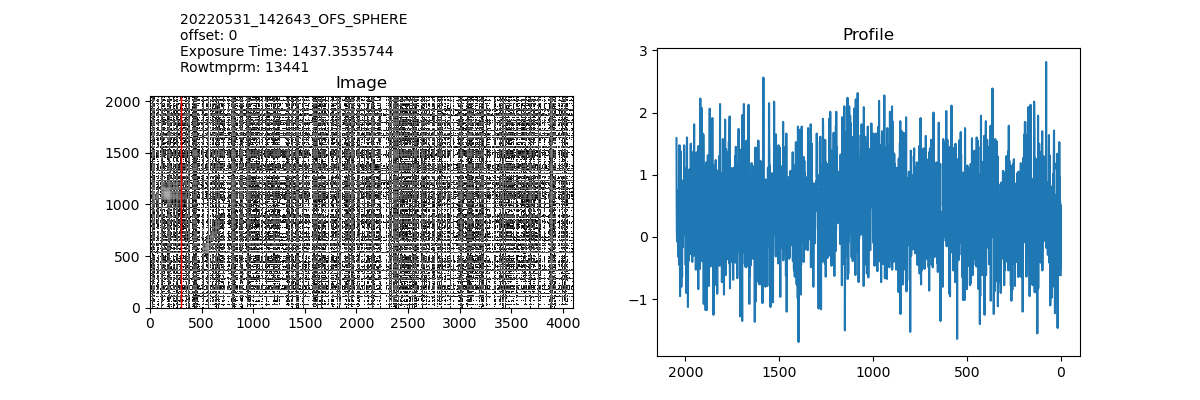 20220531_142643_OFS_SPHERE
offset: 0
Exposure Time: 1437.3535744
Rowtmprm: 13441
Image
Profile
2000
1500
1000
500
0
0 500 1000 1500 2000 2500 3000 3500 4000
3
2
1
0
−1
2000 1500 1000 500 0